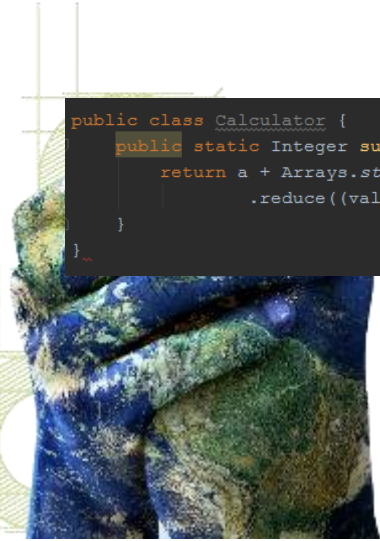 public class Calculator {
public static Integer su
return a + Arrays.st
.reduce((val
}
}